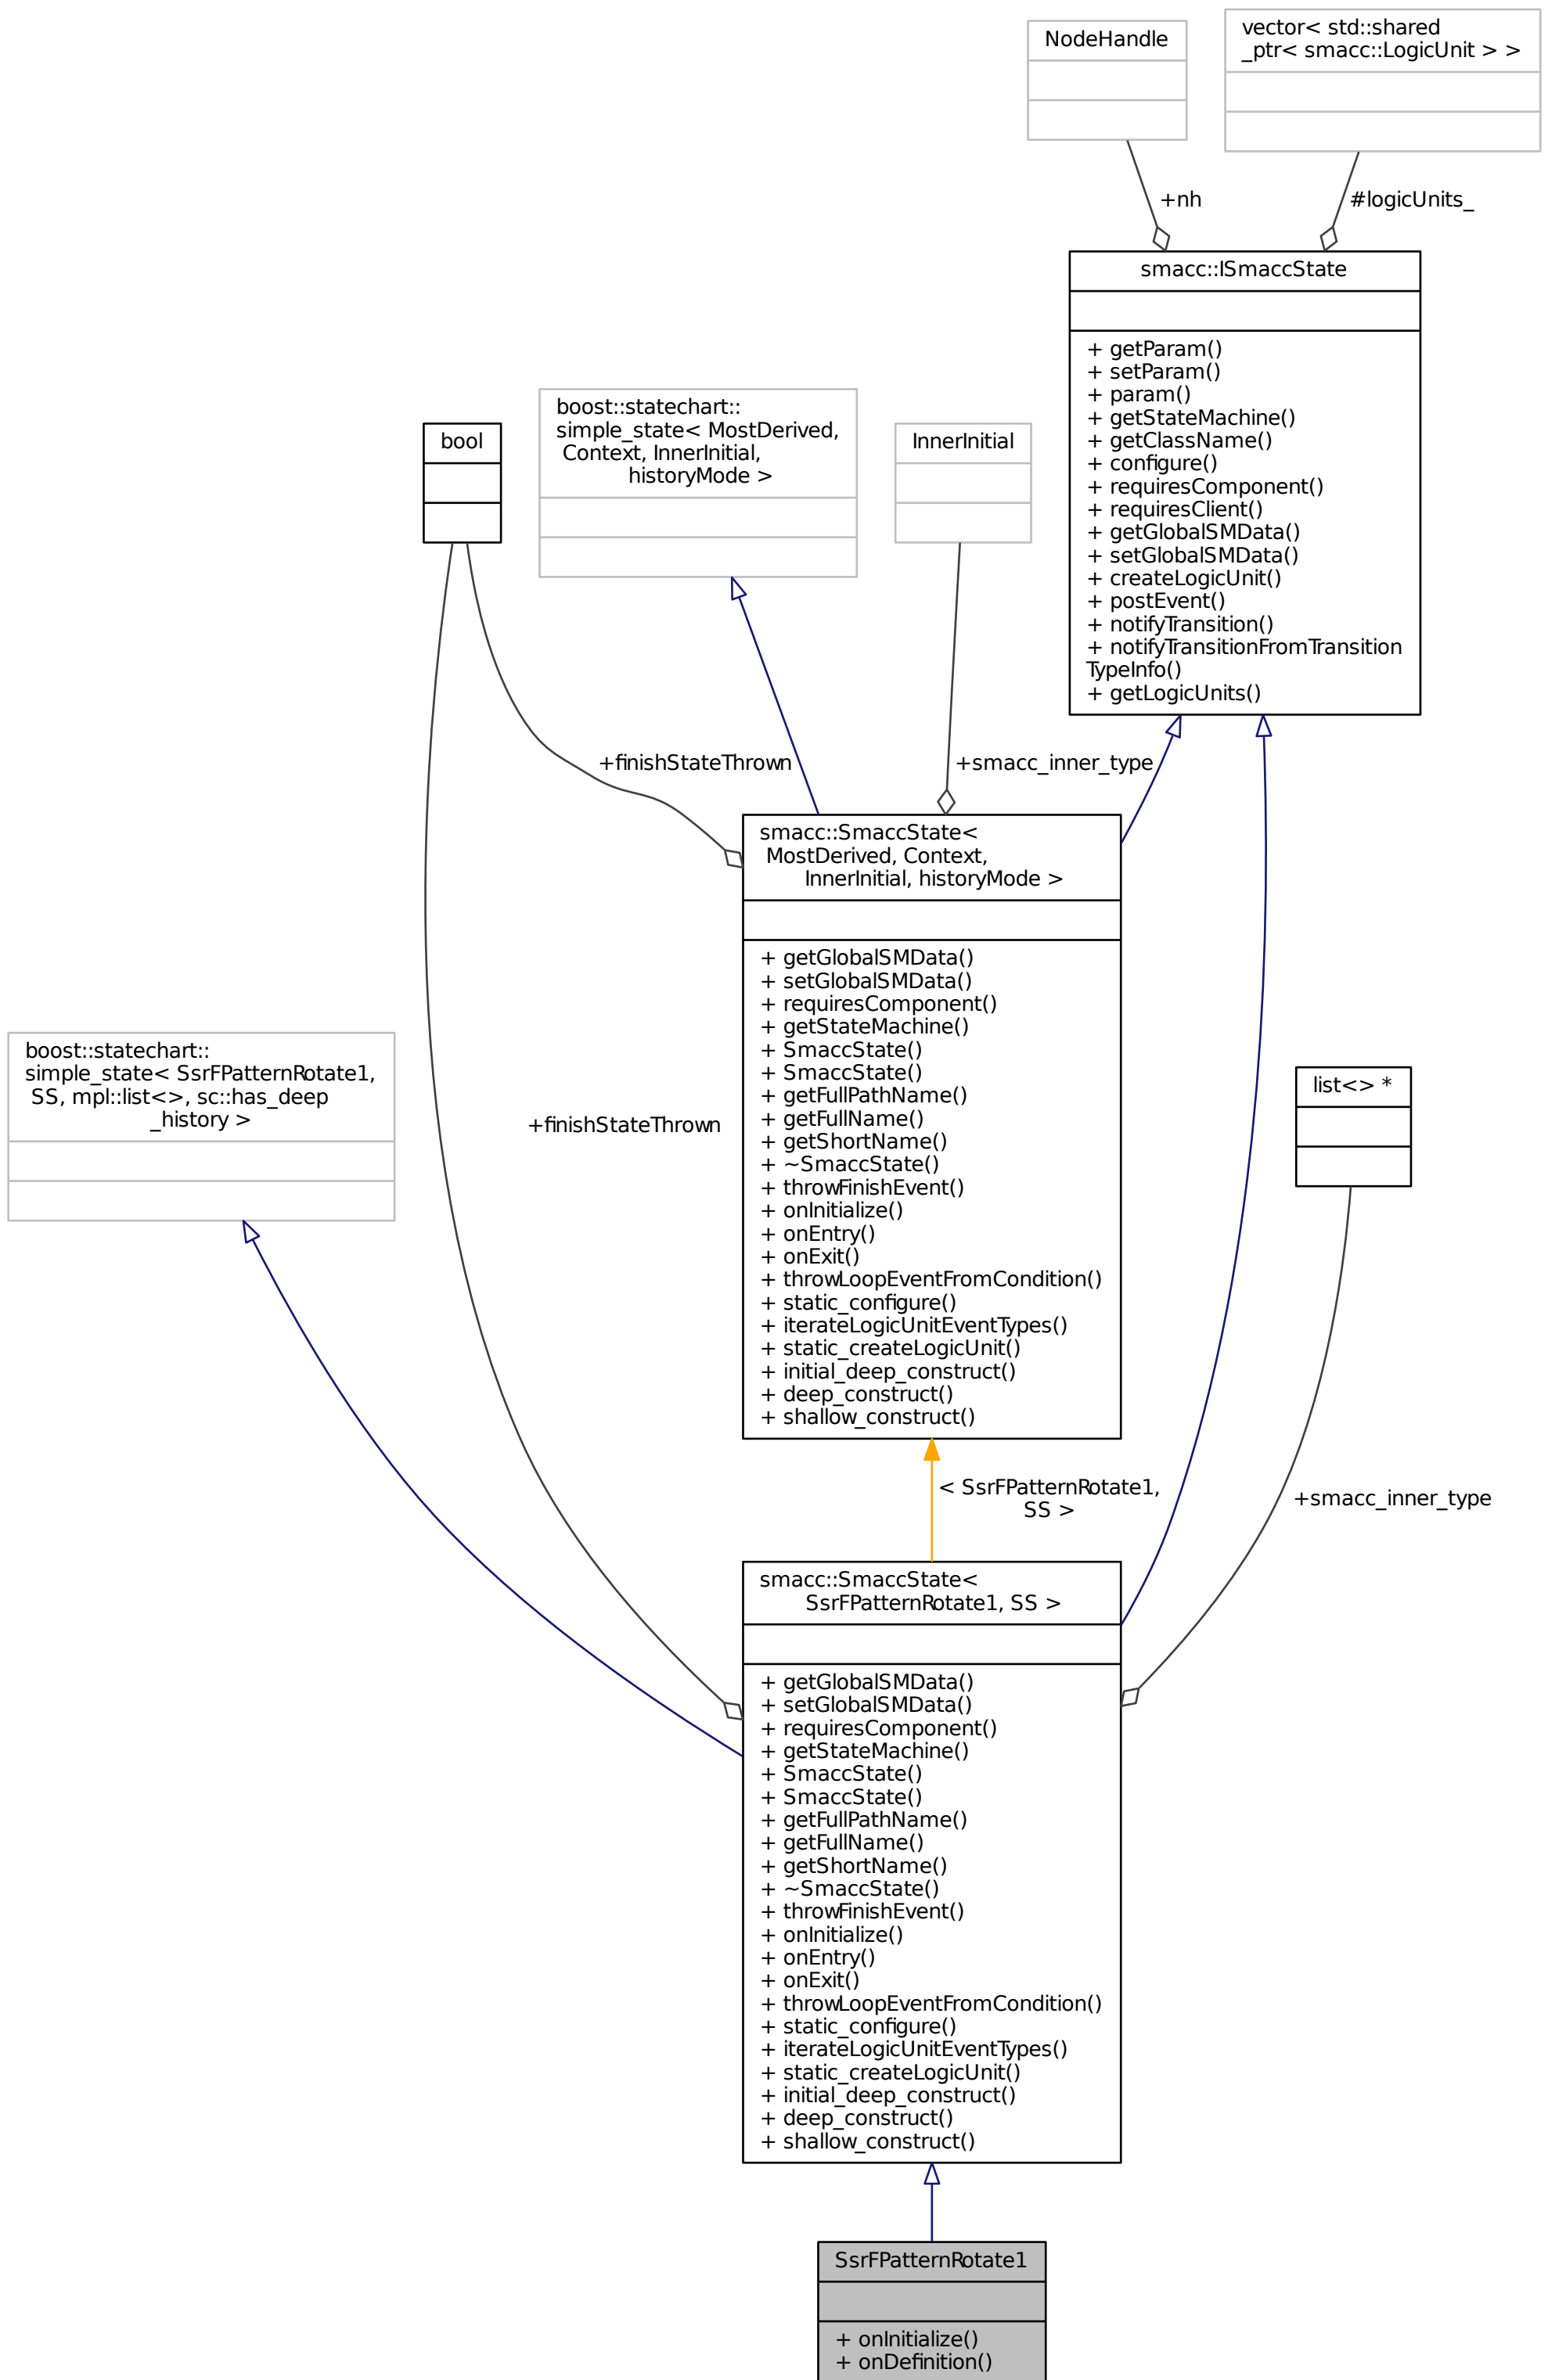 NodeHandle
vector< std::shared
_ptr< smacc::LogicUnit > >
+nh
#logicUnits_
smacc::ISmaccState
+ getParam()
+ setParam()
+ param()
+ getStateMachine()
+ getClassName()
+ configure()
+ requiresComponent()
+ requiresClient()
+ getGlobalSMData()
+ setGlobalSMData()
+ createLogicUnit()
+ postEvent()
+ notifyTransition()
+ notifyTransitionFromTransition
TypeInfo()
+ getLogicUnits()
bool
boost::statechart::
simple_state< MostDerived,
Context, InnerInitial,
historyMode >
InnerInitial
+finishStateThrown
+smacc_inner_type
smacc::SmaccState<
MostDerived, Context,
InnerInitial, historyMode >
+ getGlobalSMData()
+ setGlobalSMData()
+ requiresComponent()
+ getStateMachine()
+ SmaccState()
+ SmaccState()
+ getFullPathName()
+ getFullName()
+ getShortName()
+ ~SmaccState()
+ throwFinishEvent()
+ onInitialize()
+ onEntry()
+ onExit()
+ throwLoopEventFromCondition()
+ static_configure()
+ iterateLogicUnitEventTypes()
+ static_createLogicUnit()
+ initial_deep_construct()
+ deep_construct()
+ shallow_construct()
boost::statechart::
simple_state< SsrFPatternRotate1,
SS, mpl::list<>, sc::has_deep
_history >
+finishStateThrown
list<> *
< SsrFPatternRotate1,
SS >
+smacc_inner_type
smacc::SmaccState<
SsrFPatternRotate1, SS >
+ getGlobalSMData()
+ setGlobalSMData()
+ requiresComponent()
+ getStateMachine()
+ SmaccState()
+ SmaccState()
+ getFullPathName()
+ getFullName()
+ getShortName()
+ ~SmaccState()
+ throwFinishEvent()
+ onInitialize()
+ onEntry()
+ onExit()
+ throwLoopEventFromCondition()
+ static_configure()
+ iterateLogicUnitEventTypes()
+ static_createLogicUnit()
+ initial_deep_construct()
+ deep_construct()
+ shallow_construct()
SsrFPatternRotate1
+ onInitialize()
+ onDefinition()